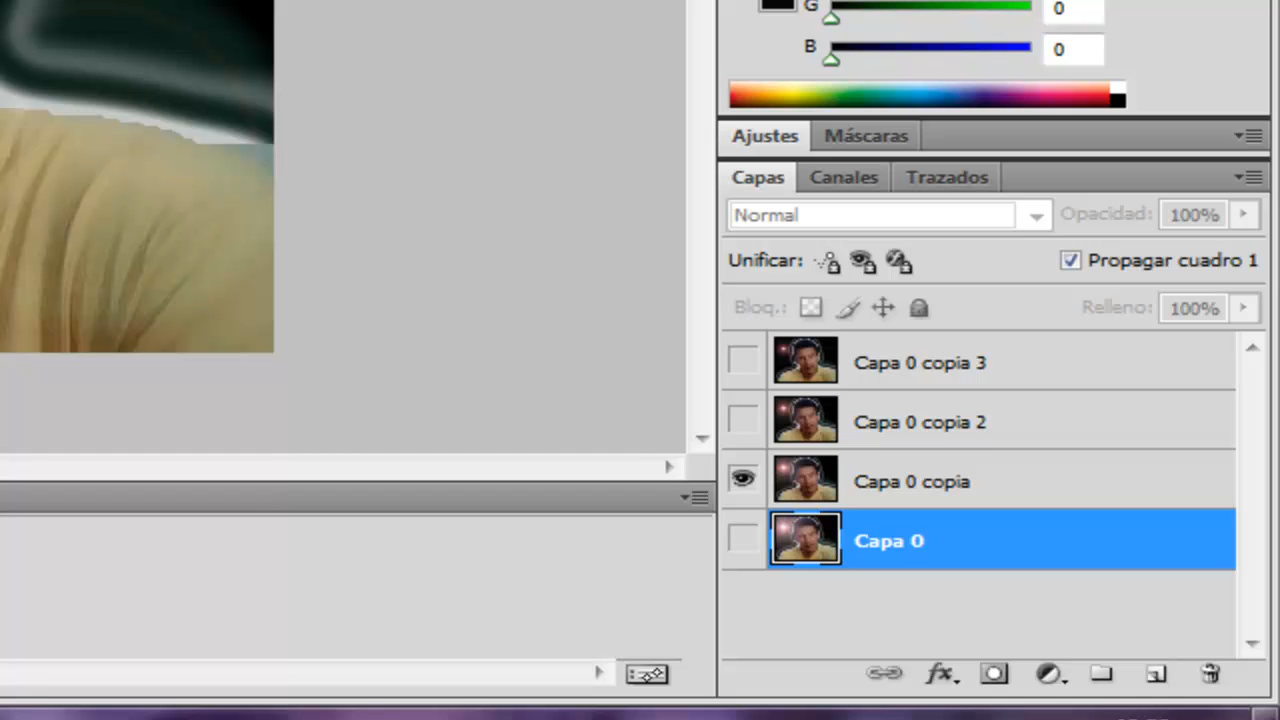 G 0
B 0
Ajustes Máscaras
Capas Canales Trazados
Normal Opacidad: 100%
Unificar: Propagar cuadro 1
Bloq.: Relleno: 100%
Capa 0 copia 3
Capa 0 copia 2
Capa 0 copia
Capa 0
fx